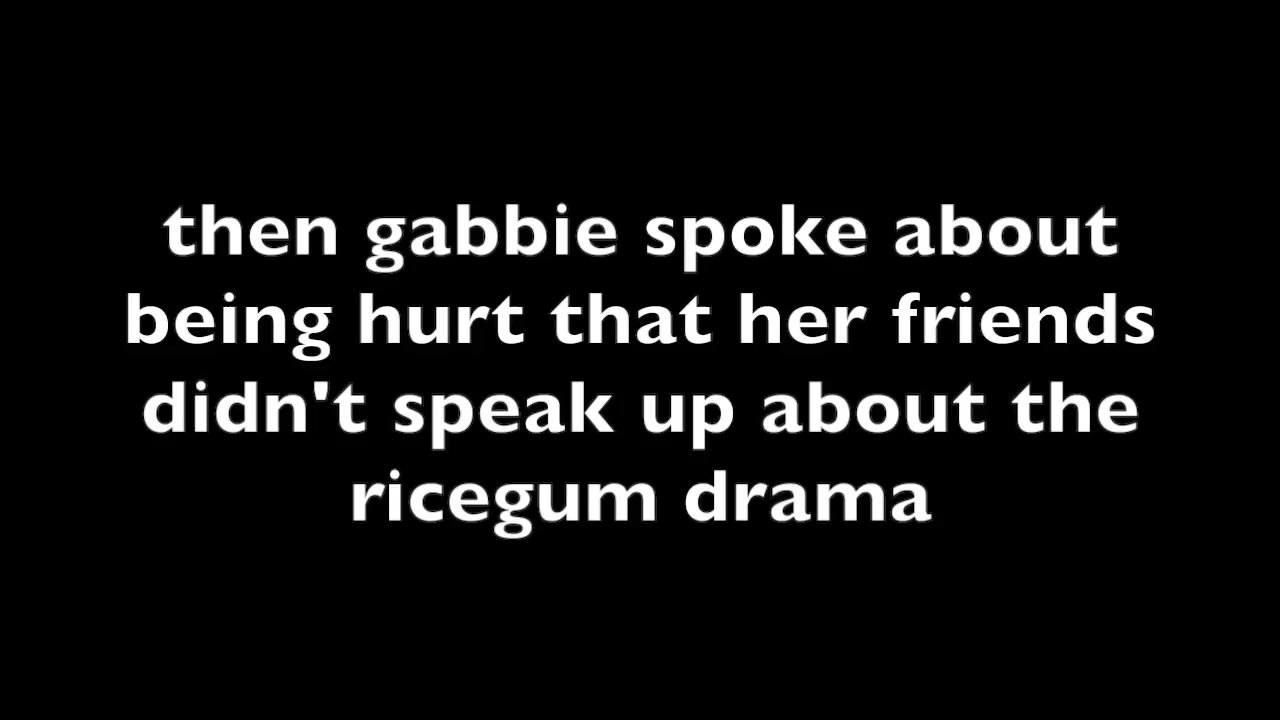 then gabbie spoke about
being hurt that her friends
didn't speak up about the
ricegum drama